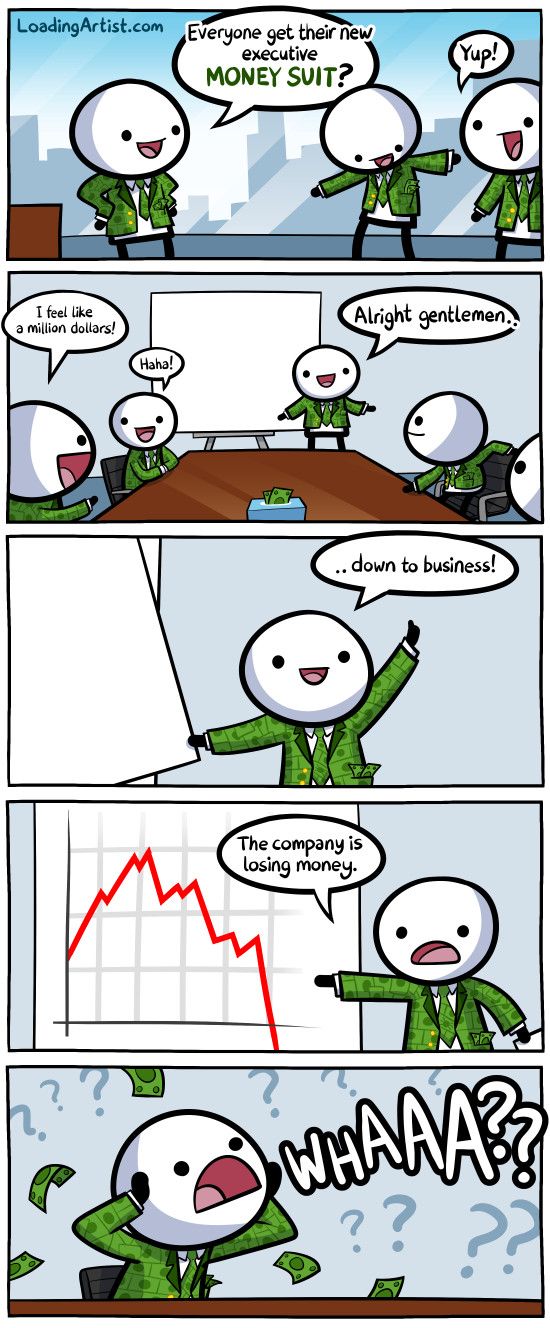 LoadingArtist.com
Everyone get their new
executive
MONEY SUIT?
Yup!
I feel like
a million dollars!
Haha!
Alright gentlemen..
.. down to business!
The company is
losing money.
WHAAA??
? ? ? ? ? ? ? ?